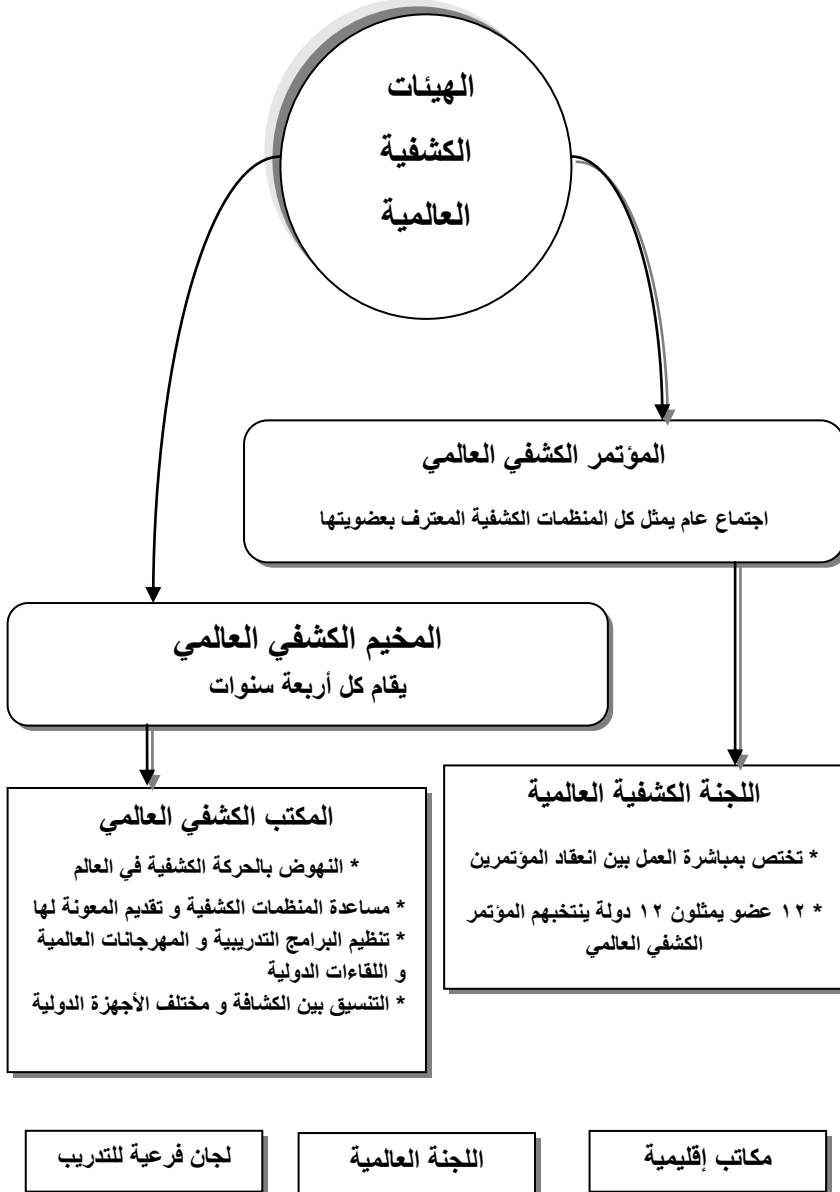 الهيئات
الكشفية
العالمية
المؤتمر الكشفي العالمي
اجتماع عام يمثل كل المنظمات الكشفية المعترف بعضويتها
المخيم الكشفي العالمي
يقام كل أربعة سنوات
اللجنة الكشفية العالمية
* تختص بمباشرة العمل بين انعقاد المؤتمرين
* ١٢ عضو يمثلون ١٢ دولة ينتخبهم المؤتمر
الكشفي العالمي
المكتب الكشفي العالمي
* النهوض بالحركة الكشفية في العالم
* مساعدة المنظمات الكشفية و تقديم المعونة لها
* تنظيم البرامج التدريبية و المهرجانات العالمية
و اللقاءات الدولية
* التنسيق بين الكشافة و مختلف الأجهزة الدولية
مكاتب إقليمية
اللجنة العالمية
لجان فرعية للتدريب